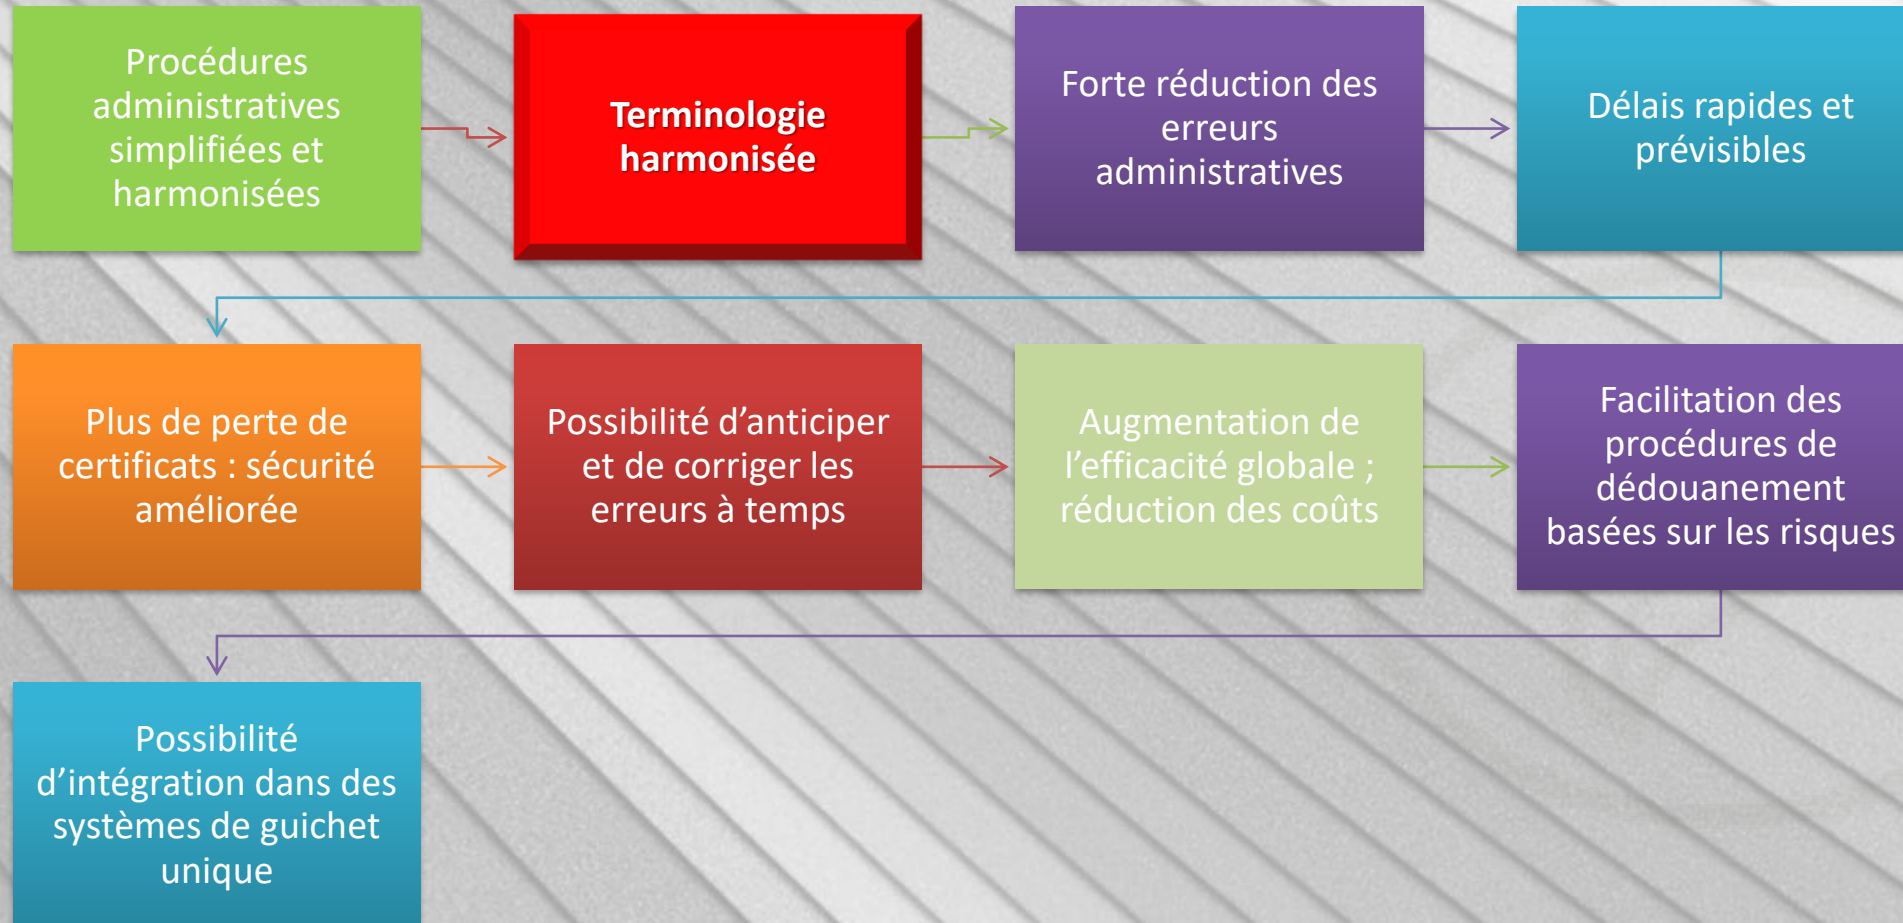 Procédures
administratives
simplifiées et
harmonisées
Terminologie
harmonisée
Forte réduction des
erreurs
administratives
Délais rapides et
prévisibles
Plus de perte de
certificats : sécurité
améliorée
Possibilité d’anticiper
et de corriger les
erreurs à temps
Augmentation de
l’efficacité globale ;
réduction des coûts
Facilitation des
procédures de
dédouanement
basées sur les risques
Possibilité
d’intégration dans des
systèmes de guichet
unique